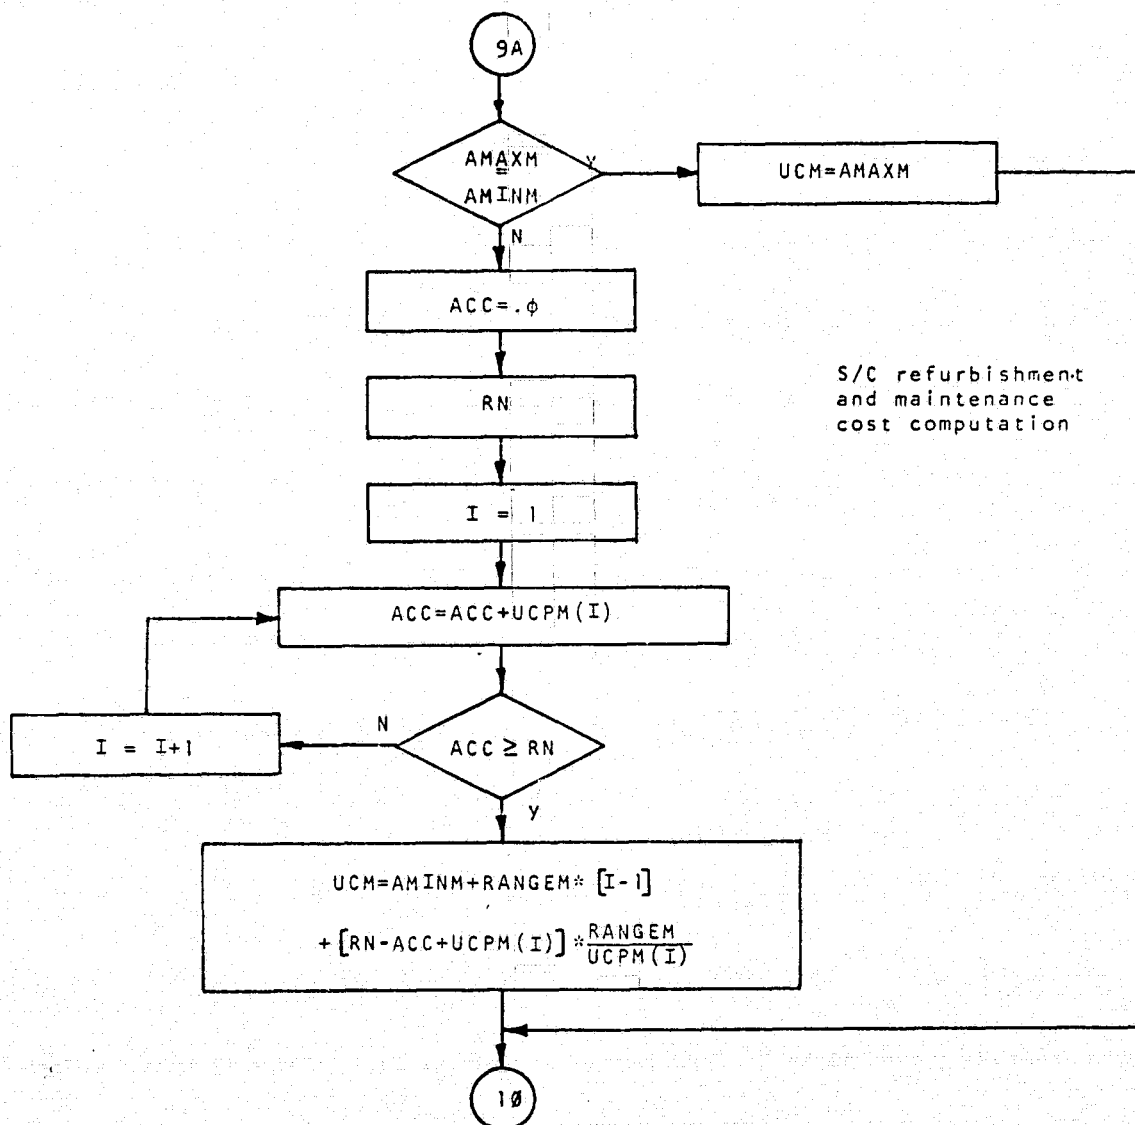 9A
AMAXM
=
AMINM
Y
UCM=AMAXM
N
ACC=.ϕ
RN
S/C refurbishment
and maintenance
cost computation
I = 1
ACC=ACC+UCPM(I)
N
I = I+1
ACC ≥ RN
y
UCM=AMINM+RANGEM* [I-1]
+[RN-ACC+UCPM(I)]*RANGEM/UCPM(I)
1Ø